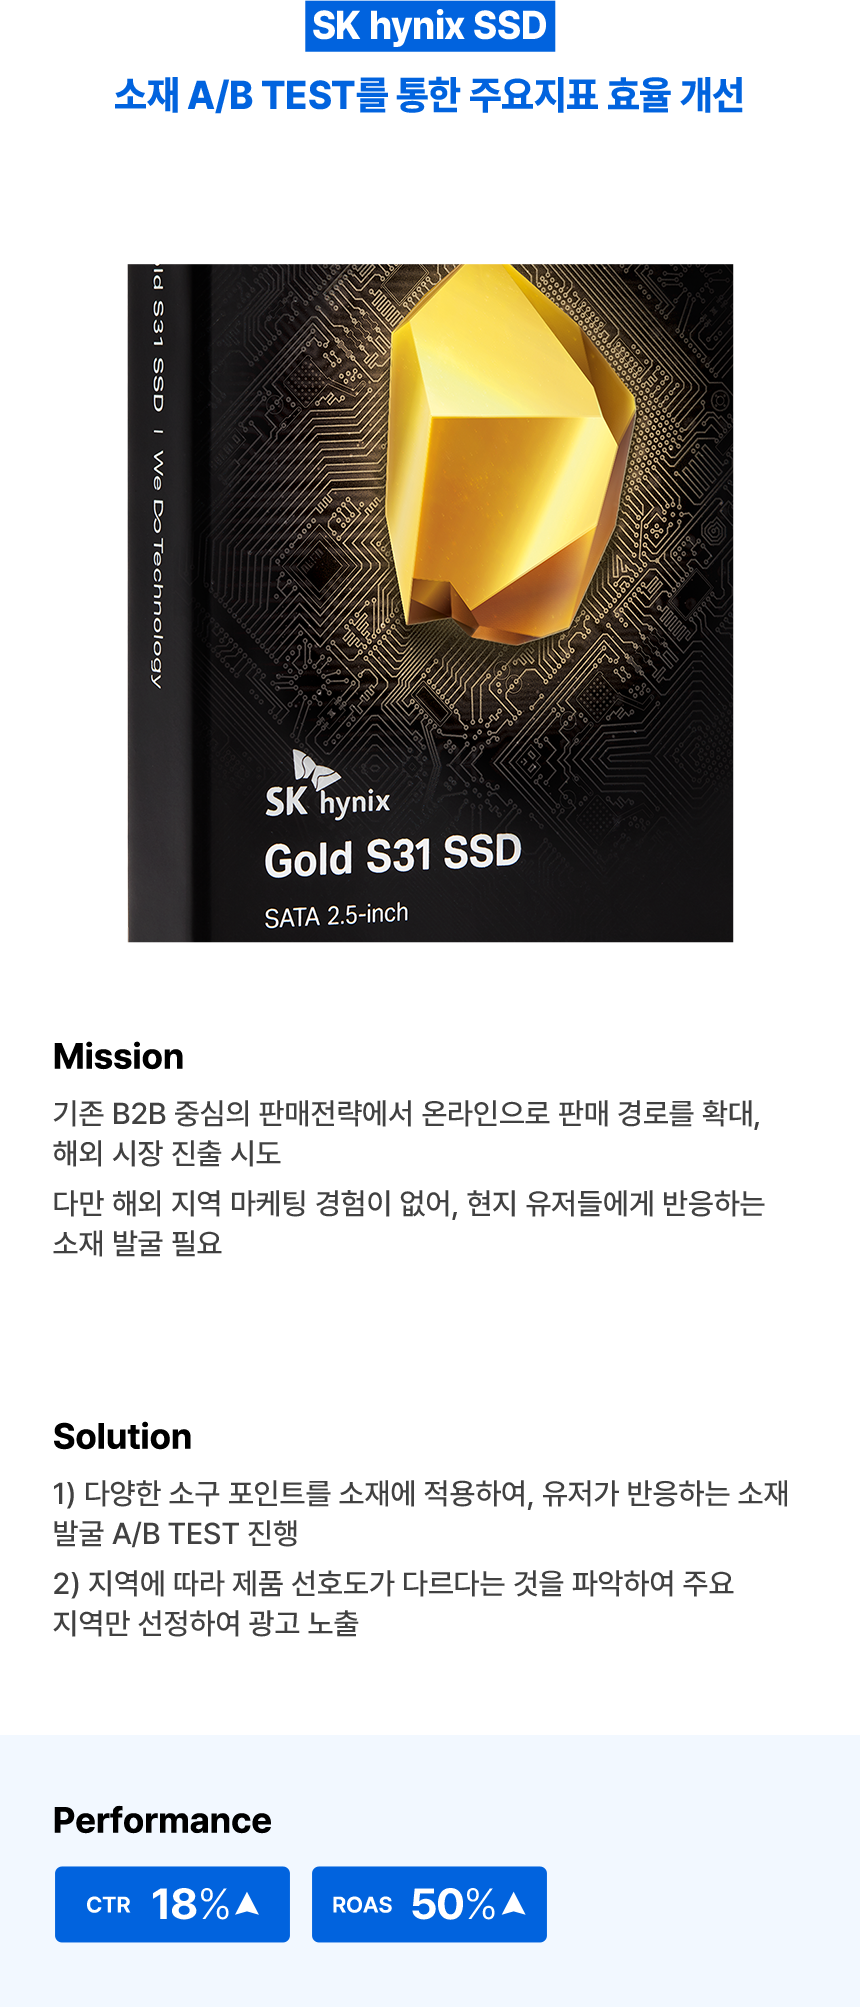 SK hynix SSD
소재 A/B TEST를 통한 주요지표 효율 개선
old S31 SSD | We Do Technology
SK hynix
Gold S31 SSD
SATA 2.5-inch
Mission
기존 B2B 중심의 판매전략에서 온라인으로 판매 경로를 확대,
해외 시장 진출 시도
다만 해외 지역 마케팅 경험이 없어, 현지 유저들에게 반응하는
소재 발굴 필요
Solution
1) 다양한 소구 포인트를 소재에 적용하여, 유저가 반응하는 소재
발굴 A/B TEST 진행
2) 지역에 따라 제품 선호도가 다르다는 것을 파악하여 주요
지역만 선정하여 광고 노출
Performance
CTR 18%▲
ROAS 50%▲